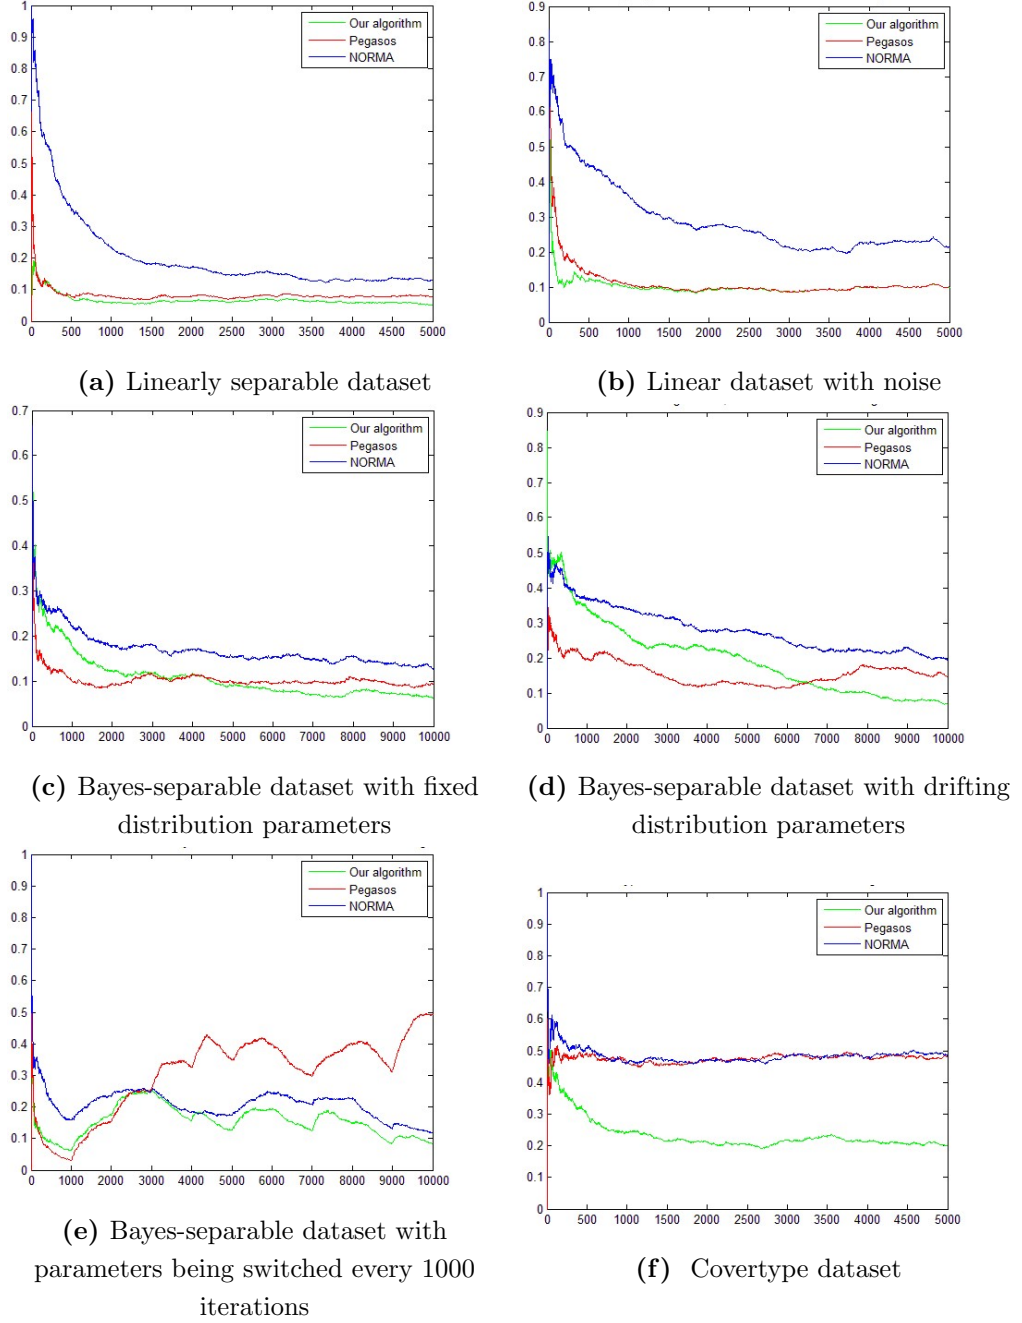 1
0.9
0.8
0.7
0.6
0.5
0.4
0.3
0.2
0.1
0
0 500 1000 1500 2000 2500 3000 3500 4000 4500 5000
Our algorithm
Pegasos
NORMA
(a) Linearly separable dataset
0.9
0.8
0.7
0.6
0.5
0.4
0.3
0.2
0.1
0
0 500 1000 1500 2000 2500 3000 3500 4000 4500 5000
Our algorithm
Pegasos
NORMA
(b) Linear dataset with noise
0.7
0.6
0.5
0.4
0.3
0.2
0.1
0
0 1000 2000 3000 4000 5000 6000 7000 8000 9000 10000
Our algorithm
Pegasos
NORMA
(c) Bayes-separable dataset with fixed
distribution parameters
0.9
0.8
0.7
0.6
0.5
0.4
0.3
0.2
0.1
0
0 1000 2000 3000 4000 5000 6000 7000 8000 9000 10000
Our algorithm
Pegasos
NORMA
(d) Bayes-separable dataset with drifting
distribution parameters
1
0.9
0.8
0.7
0.6
0.5
0.4
0.3
0.2
0.1
0
0 1000 2000 3000 4000 5000 6000 7000 8000 9000 10000
Our algorithm
Pegasos
NORMA
(e) Bayes-separable dataset with
parameters being switched every 1000
iterations
1
0.9
0.8
0.7
0.6
0.5
0.4
0.3
0.2
0.1
0
0 500 1000 1500 2000 2500 3000 3500 4000 4500 5000
Our algorithm
Pegasos
NORMA
(f) Covertype dataset